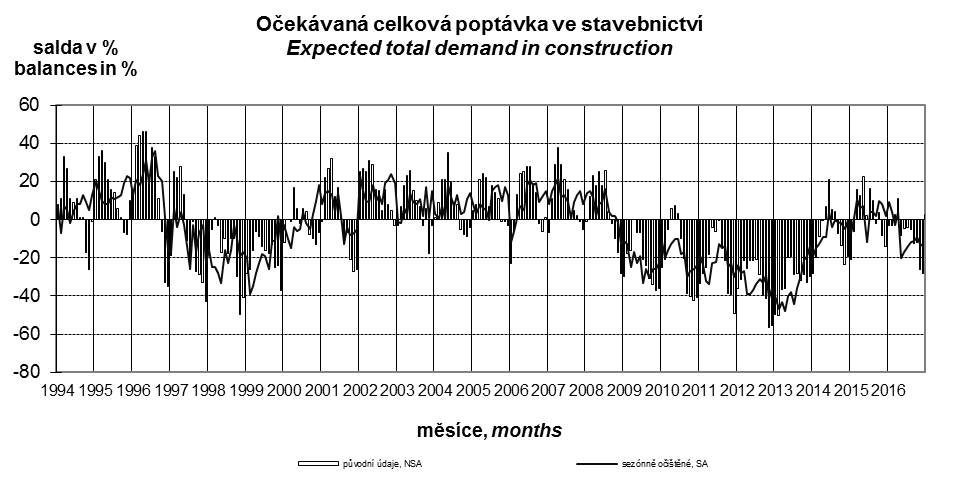 Očekávaná celková poptávka ve stavebnictví
Expected total demand in construction
salda v %
balances in %
60
40
20
0
-20
-40
-60
-80
1994 1995 1996 1997 1998 1999 2000 2001 2002 2003 2004 2005 2006 2007 2008 2009 2010 2011 2012 2013 2014 2015 2016
měsíce, months
původní údaje, NSA
sezónně očištěné, SA